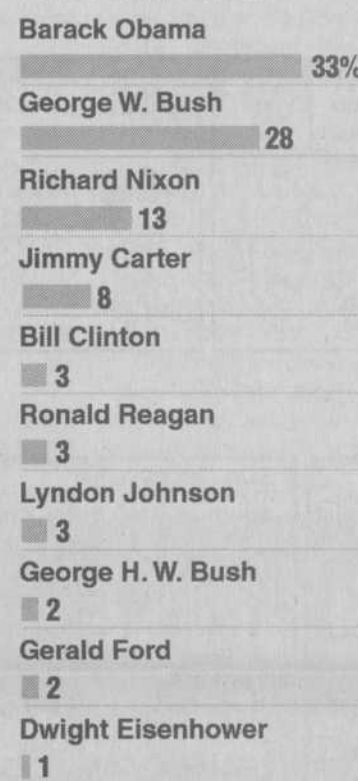 Barack Obama
33%
George W. Bush
28
Richard Nixon
13
Jimmy Carter
8
Bill Clinton
3
Ronald Reagan
3
Lyndon Johnson
3
George H. W. Bush
2
Gerald Ford
2
Dwight Eisenhower
1